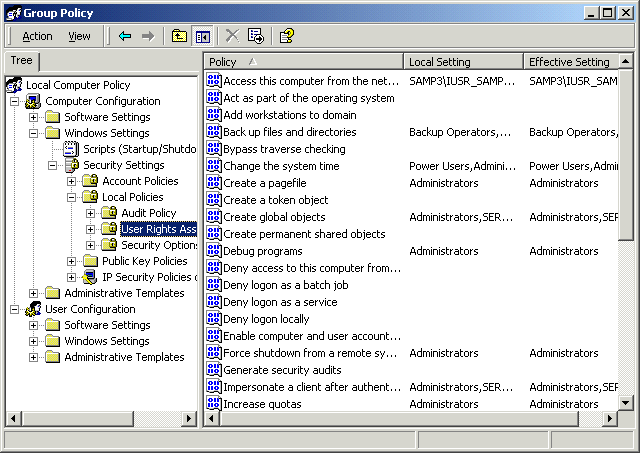 Group Policy
Action View
Tree
Local Computer Policy
Computer Configuration
Software Settings
Windows Settings
Scripts (Startup/Shutdo
Security Settings
Account Policies
Local Policies
Audit Policy
User Rights Ass
Security Option
Public Key Policies
IP Security Policies o
Administrative Templates
User Configuration
Software Settings
Windows Settings
Administrative Templates
Policy Local Setting Effective Setting
Access this computer from the net... SAMP3\IUSR_SAMP... SAMP3\IUSR_SAM
Act as part of the operating system
Add workstations to domain
Back up files and directories Backup Operators,... Backup Operators,
Bypass traverse checking
Change the system time Power Users,Admini... Power Users,Admini
Create a pagefile Administrators Administrators
Create a token object
Create global objects Administrators,SER... Administrators,SE
Create permanent shared objects
Debug programs Administrators Administrators
Deny access to this computer from...
Deny logon as a batch job
Deny logon as a service
Deny logon locally
Enable computer and user account...
Force shutdown from a remote sy... Administrators Administrators
Generate security audits
Impersonate a client after authent... Administrators,SER... Administrators,SE
Increase quotas Administrators Administrators